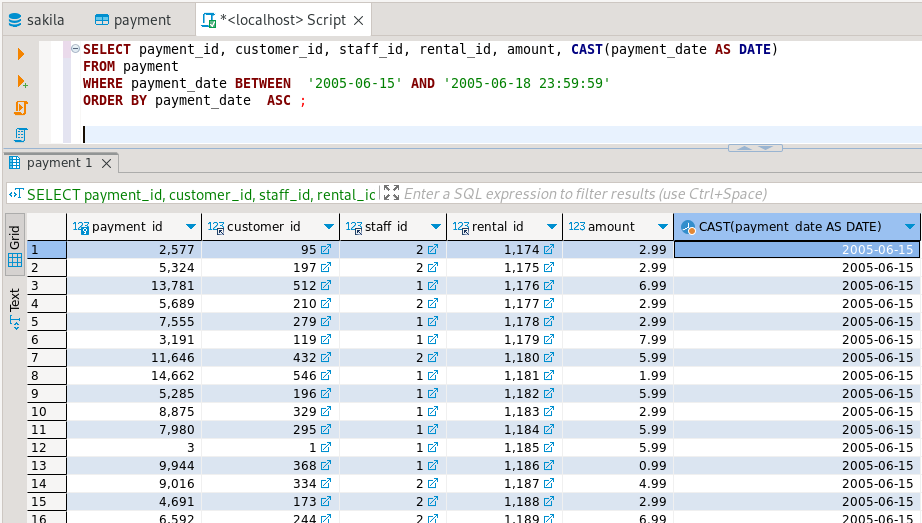 sakila payment *<localhost> Script
SELECT payment_id, customer_id, staff_id, rental_id, amount, CAST(payment_date AS DATE)
FROM payment
WHERE payment_date BETWEEN '2005-06-15' AND '2005-06-18 23:59:59'
ORDER BY payment_date ASC ;
payment 1
SELECT payment_id, customer_id, staff_id, rental_ic Enter a SQL expression to filter results (use Ctrl+Space)
Grid
Text
123 payment_id 123 customer_id 123 staff_id 123 rental_id 123 amount CAST(payment_date AS DATE)
1 2,577 95 2 1,174 2.99 2005-06-15
2 5,324 197 2 1,175 2.99 2005-06-15
3 13,781 512 1 1,176 6.99 2005-06-15
4 5,689 210 2 1,177 2.99 2005-06-15
5 7,555 279 1 1,178 2.99 2005-06-15
6 3,191 119 1 1,179 7.99 2005-06-15
7 11,646 432 2 1,180 5.99 2005-06-15
8 14,662 546 1 1,181 1.99 2005-06-15
9 5,285 196 1 1,182 5.99 2005-06-15
10 8,875 329 1 1,183 2.99 2005-06-15
11 7,980 295 1 1,184 5.99 2005-06-15
12 3 1 1 1,185 5.99 2005-06-15
13 9,944 368 1 1,186 0.99 2005-06-15
14 9,016 334 2 1,187 4.99 2005-06-15
15 4,691 173 2 1,188 2.99 2005-06-15
16 6,592 244 2 1,189 6.99 2005-06-15